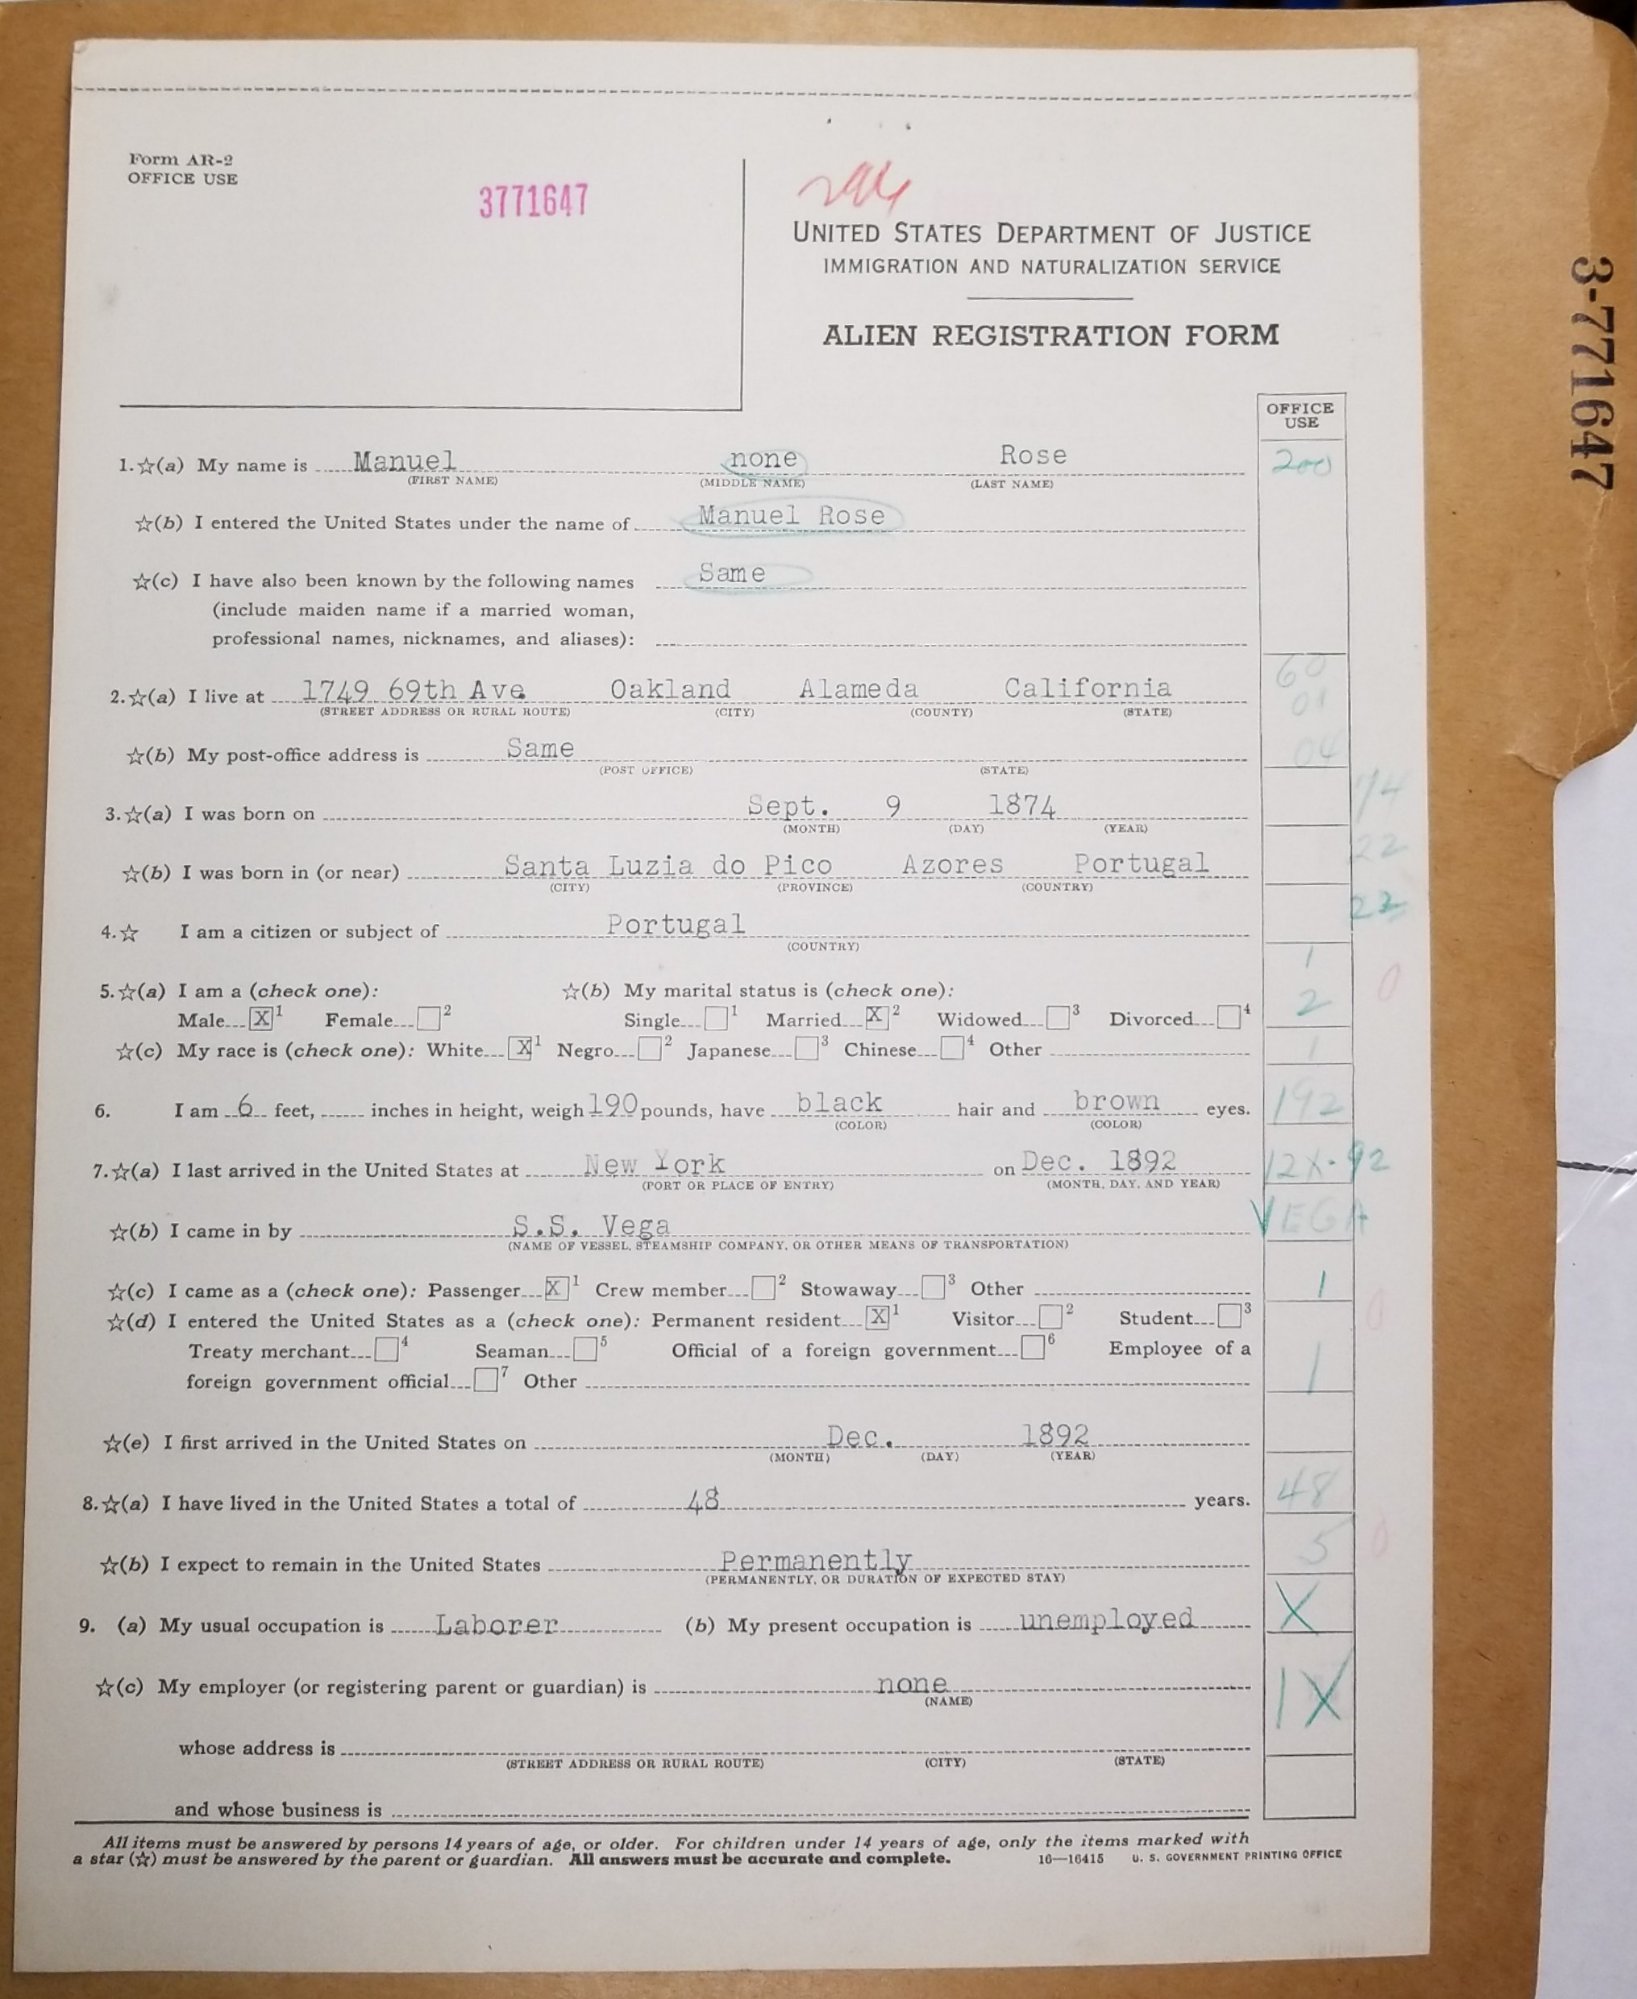 Form AR-2
OFFICE USE
3771647
UNITED STATES DEPARTMENT OF JUSTICE
IMMIGRATION AND NATURALIZATION SERVICE
ALIEN REGISTRATION FORM
3-771647
OFFICE
USE
1. ☆(a) My name is Manuel none Rose 200
(FIRST NAME) (MIDDLE NAME) (LAST NAME)
☆(b) I entered the United States under the name of Manuel Rose
☆(c) I have also been known by the following names Same
(include maiden name if a married woman,
professional names, nicknames, and aliases):
60
2. ☆(a) I live at 1749 69th Ave Oakland Alameda California 01
(STREET ADDRESS OR RURAL ROUTE) (CITY) (COUNTY) (STATE)
☆(b) My post-office address is Same 04
(POST OFFICE) (STATE)
3. ☆(a) I was born on Sept. 9 1874 74
(MONTH) (DAY) (YEAR)
☆(b) I was born in (or near) Santa Luzia do Pico Azores Portugal 22
(CITY) (PROVINCE) (COUNTRY)
4. ☆ I am a citizen or subject of Portugal 22
(COUNTRY)
5. ☆(a) I am a (check one): ☆(b) My marital status is (check one): 1 0
Male X 1 Female 2 Single 1 Married X 2 Widowed 3 Divorced 4 2
☆(c) My race is (check one): White X 1 Negro 2 Japanese 3 Chinese 4 Other 1
6. I am 6 feet, inches in height, weigh 190 pounds, have black hair and brown eyes. 192
(COLOR) (COLOR)
7. ☆(a) I last arrived in the United States at New York on Dec. 1892 12X-92
(PORT OR PLACE OF ENTRY) (MONTH, DAY, AND YEAR)
☆(b) I came in by S.S. Vega VEGA
(NAME OF VESSEL, STEAMSHIP COMPANY, OR OTHER MEANS OF TRANSPORTATION)
☆(c) I came as a (check one): Passenger X 1 Crew member 2 Stowaway 3 Other 1
☆(d) I entered the United States as a (check one): Permanent resident X 1 Visitor 2 Student 3 0
Treaty merchant 4 Seaman 5 Official of a foreign government 6 Employee of a 1
foreign government official 7 Other
☆(e) I first arrived in the United States on Dec. 1892
(MONTH) (DAY) (YEAR)
8. ☆(a) I have lived in the United States a total of 48 years. 48
☆(b) I expect to remain in the United States Permanently 5 0
(PERMANENTLY, OR DURATION OF EXPECTED STAY)
9. (a) My usual occupation is Laborer (b) My present occupation is unemployed X
☆(c) My employer (or registering parent or guardian) is none 1X
(NAME)
whose address is
(STREET ADDRESS OR RURAL ROUTE) (CITY) (STATE)
and whose business is
All items must be answered by persons 14 years of age, or older. For children under 14 years of age, only the items marked with
a star (☆) must be answered by the parent or guardian. All answers must be accurate and complete. 16—16415 U. S. GOVERNMENT PRINTING OFFICE